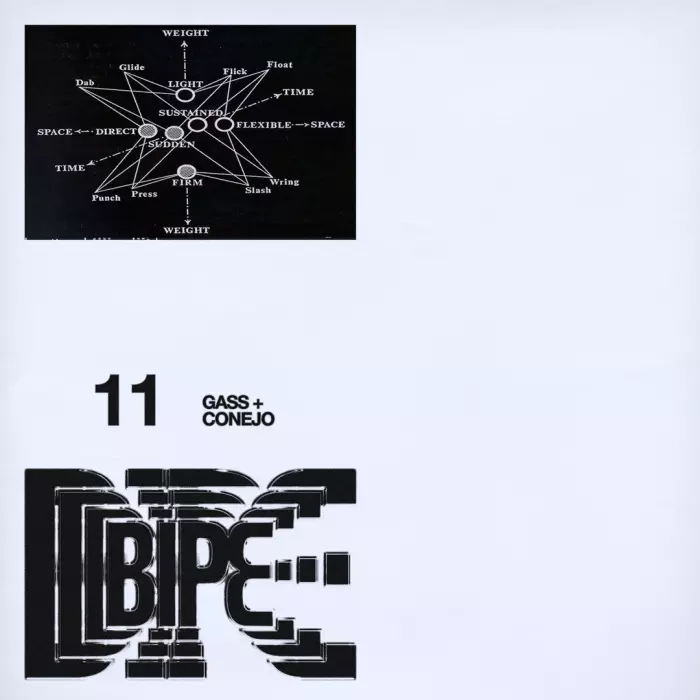 WEIGHT
Glide
Float
Flick
Dab
LIGHT
TIME
SUSTAINED
SPACE
DIRECT
FLEXIBLE
SPACE
SUDDEN
TIME
FIRM
Wring
Punch
Press
Slash
WEIGHT
11
GASS +
CONEJO
BIPE